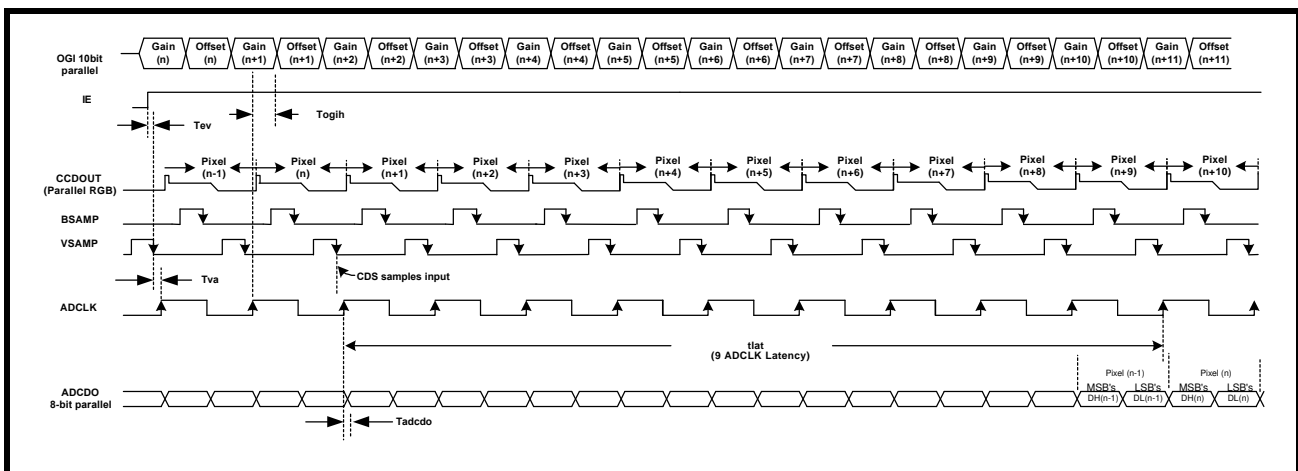 OGI 10bit
parallel
Gain Offset Gain Offset Gain Offset Gain Offset Gain Offset Gain Offset Gain Offset Gain Offset Gain Offset Gain Offset Gain Offset Gain Offset
(n) (n) (n+1) (n+1) (n+2) (n+2) (n+3) (n+3) (n+4) (n+4) (n+5) (n+5) (n+6) (n+6) (n+7) (n+7) (n+8) (n+8) (n+9) (n+9) (n+10) (n+10) (n+11) (n+11)
IE
Togih
Tev
Pixel Pixel Pixel Pixel Pixel Pixel Pixel Pixel Pixel Pixel Pixel Pixel
(n-1) (n) (n+1) (n+2) (n+3) (n+4) (n+5) (n+6) (n+7) (n+8) (n+9) (n+10)
CCDOUT
(Parallel RGB)
BSAMP
VSAMP
Tva
CDS samples input
ADCLK
tlat
(9 ADCLK Latency)
Pixel (n-1) Pixel (n)
ADCDO
8-bit parallel
MSB's LSB's MSB's LSB's
DH(n-1) DL(n-1) DH(n) DL(n)
Tadcdo